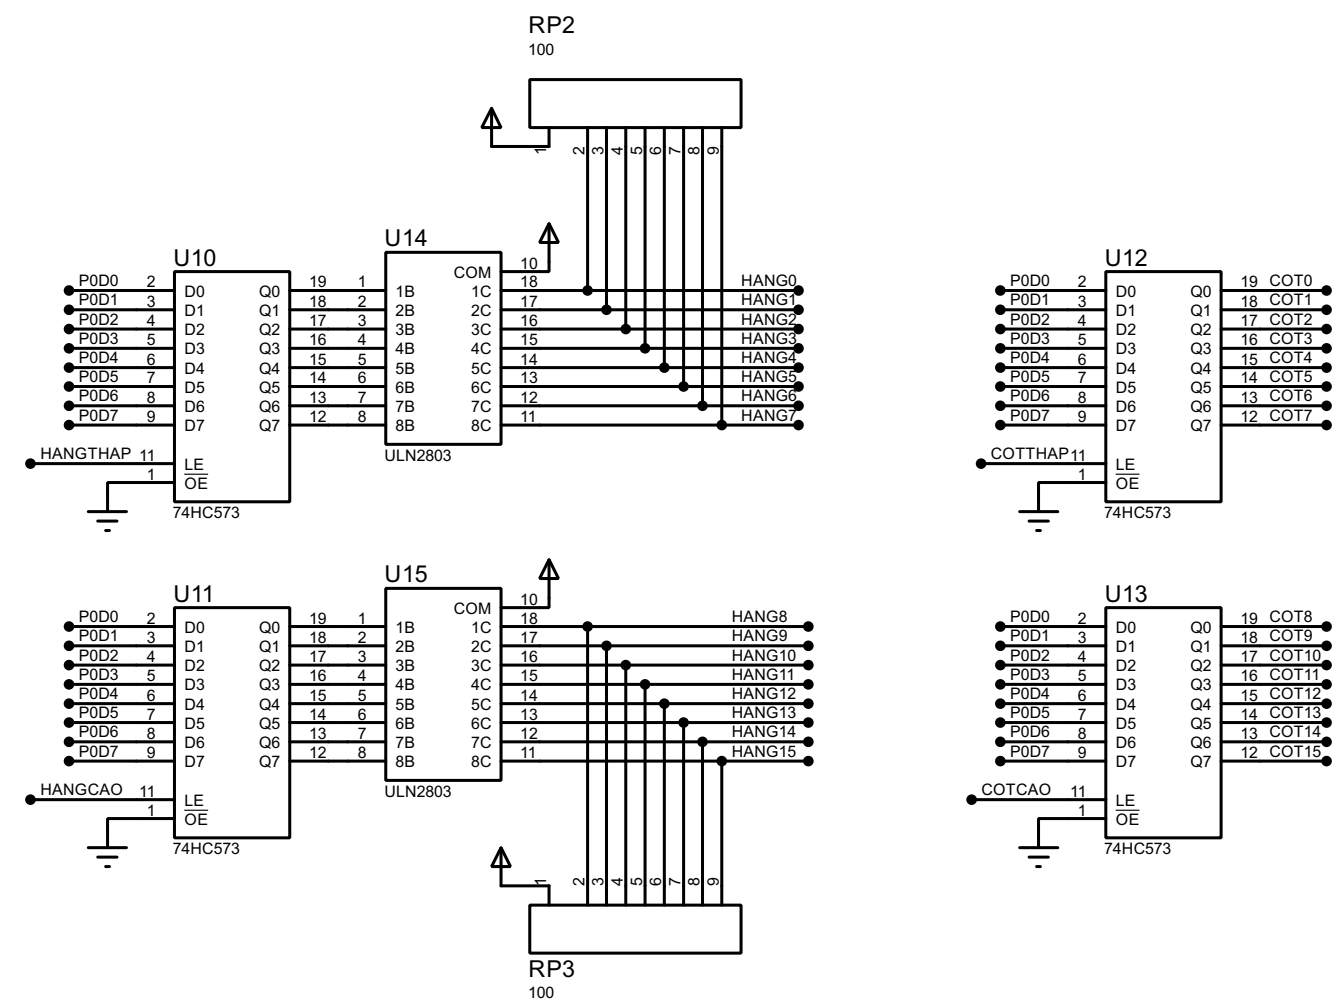 RP2
100
1 2 3 4 5 6 7 8 9
U10
P0D0 2 D0 Q0 19
P0D1 3 D1 Q1 18
P0D2 4 D2 Q2 17
P0D3 5 D3 Q3 16
P0D4 6 D4 Q4 15
P0D5 7 D5 Q5 14
P0D6 8 D6 Q6 13
P0D7 9 D7 Q7 12
HANGTHAP 11 LE
1 OE
74HC573
U14
COM 10
1 1B 1C 18 HANG0
2 2B 2C 17 HANG1
3 3B 3C 16 HANG2
4 4B 4C 15 HANG3
5 5B 5C 14 HANG4
6 6B 6C 13 HANG5
7 7B 7C 12 HANG6
8 8B 8C 11 HANG7
ULN2803
U12
P0D0 2 D0 Q0 19 COT0
P0D1 3 D1 Q1 18 COT1
P0D2 4 D2 Q2 17 COT2
P0D3 5 D3 Q3 16 COT3
P0D4 6 D4 Q4 15 COT4
P0D5 7 D5 Q5 14 COT5
P0D6 8 D6 Q6 13 COT6
P0D7 9 D7 Q7 12 COT7
COTTHAP 11 LE
1 OE
74HC573
U11
P0D0 2 D0 Q0 19
P0D1 3 D1 Q1 18
P0D2 4 D2 Q2 17
P0D3 5 D3 Q3 16
P0D4 6 D4 Q4 15
P0D5 7 D5 Q5 14
P0D6 8 D6 Q6 13
P0D7 9 D7 Q7 12
HANGCAO 11 LE
1 OE
74HC573
U15
COM 10
1 1B 1C 18 HANG8
2 2B 2C 17 HANG9
3 3B 3C 16 HANG10
4 4B 4C 15 HANG11
5 5B 5C 14 HANG12
6 6B 6C 13 HANG13
7 7B 7C 12 HANG14
8 8B 8C 11 HANG15
ULN2803
U13
P0D0 2 D0 Q0 19 COT8
P0D1 3 D1 Q1 18 COT9
P0D2 4 D2 Q2 17 COT10
P0D3 5 D3 Q3 16 COT11
P0D4 6 D4 Q4 15 COT12
P0D5 7 D5 Q5 14 COT13
P0D6 8 D6 Q6 13 COT14
P0D7 9 D7 Q7 12 COT15
COTCAO 11 LE
1 OE
74HC573
1 2 3 4 5 6 7 8 9
RP3
100